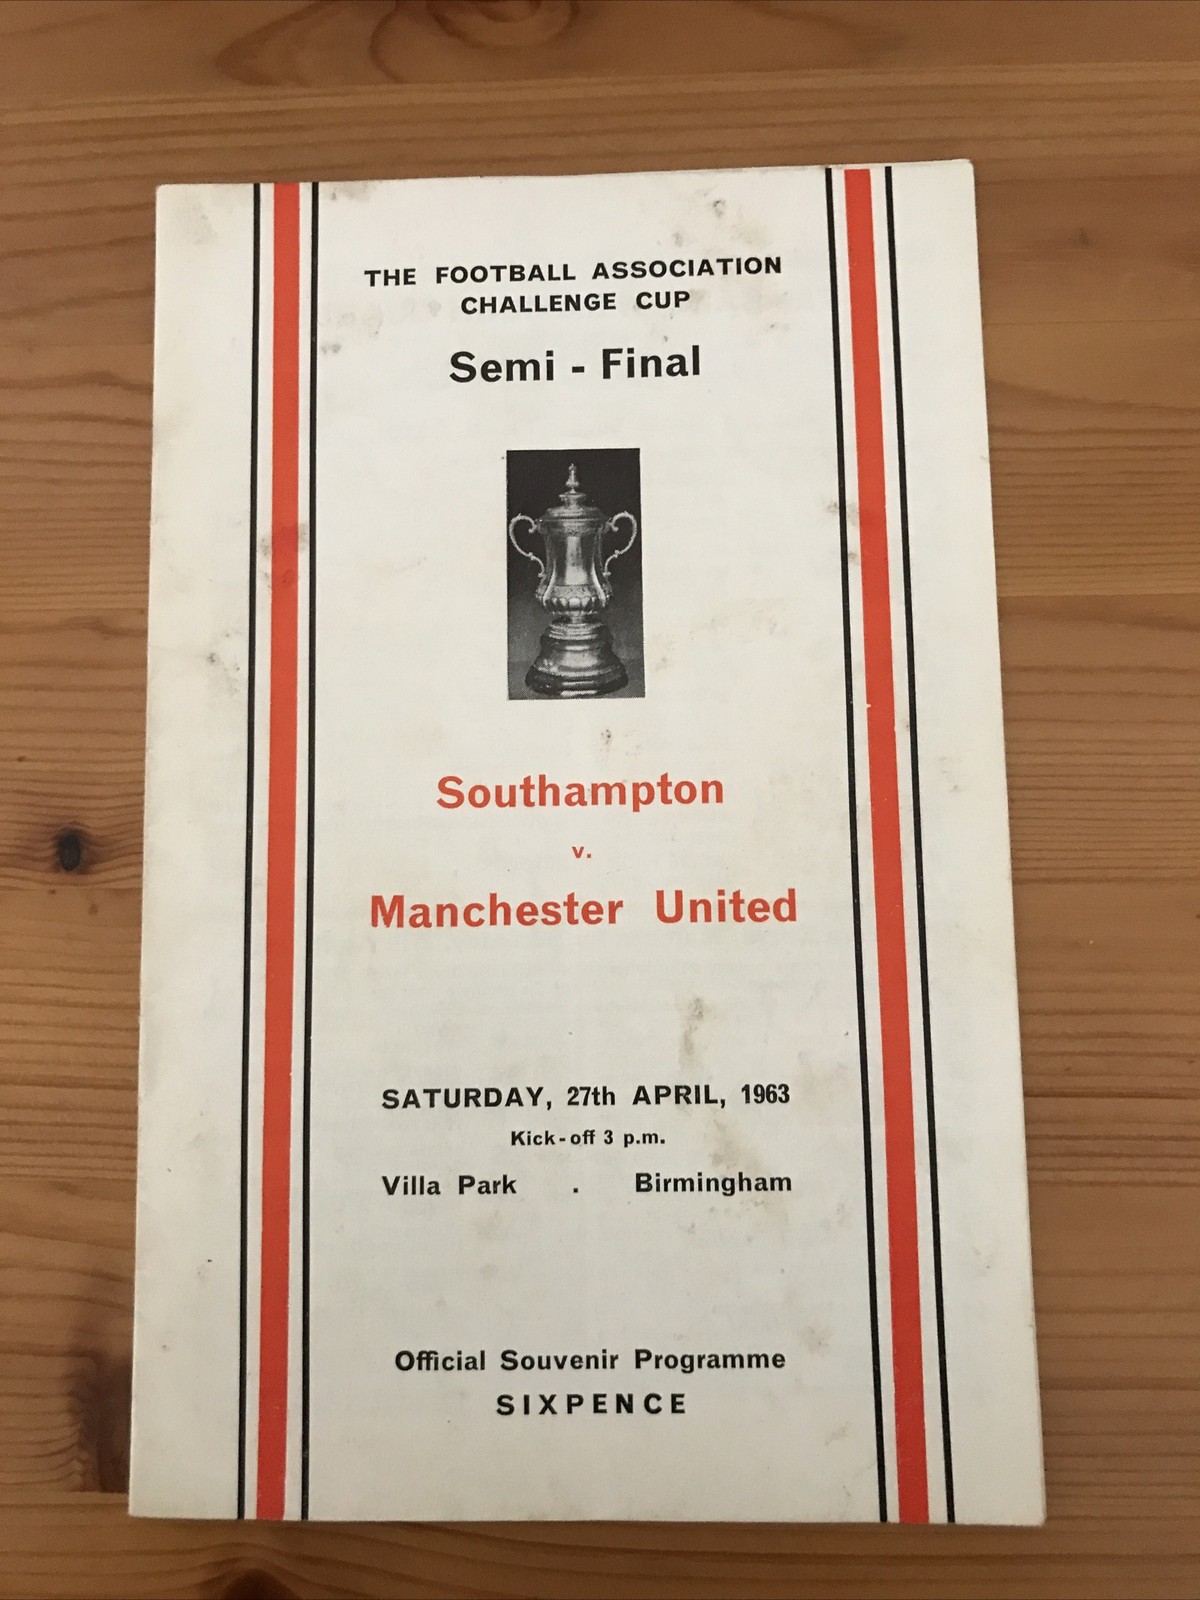 THE FOOTBALL ASSOCIATION
CHALLENGE CUP
Semi - Final
Southampton
v.
Manchester United
SATURDAY, 27th APRIL, 1963
Kick-off 3 p.m.
Villa Park . Birmingham
Official Souvenir Programme
SIXPENCE